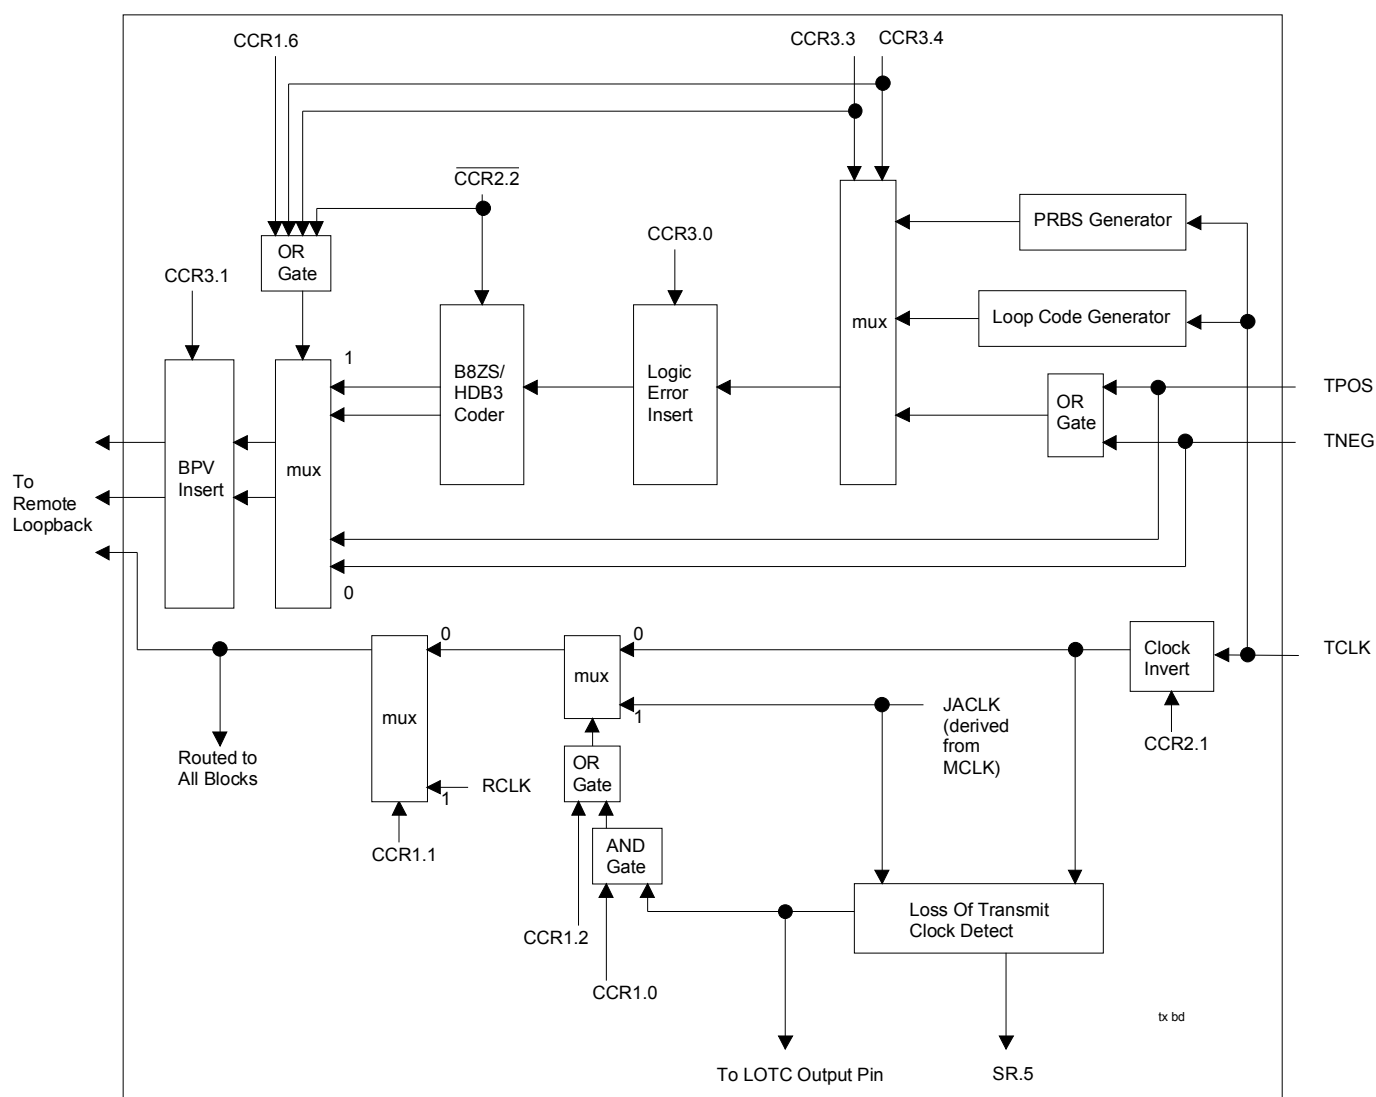 CCR1.6
CCR3.3
CCR3.4
CCR2.2
PRBS Generator
CCR3.0
OR
Gate
CCR3.1
Loop Code Generator
mux
1
B8ZS/
HDB3
Coder
Logic
Error
Insert
OR
Gate
TPOS
TNEG
BPV
Insert
mux
To
Remote
Loopback
0
0
0
mux
Clock
Invert
TCLK
mux
1
JACLK
(derived
from
MCLK)
CCR2.1
Routed to
All Blocks
OR
Gate
RCLK
1
CCR1.1
AND
Gate
Loss Of Transmit
Clock Detect
CCR1.2
CCR1.0
tx bd
To LOTC Output Pin
SR.5